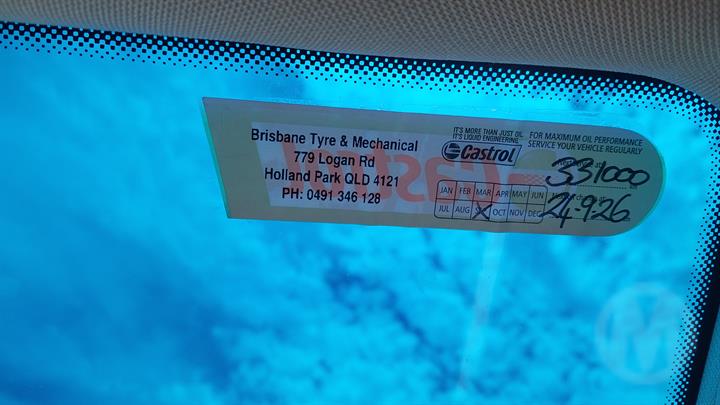 Brisbane Tyre & Mechanical
779 Logan Rd
Holland Park QLD 4121
PH: 0491 346 128
IT'S MORE THAN JUST OIL.
IT'S LIQUID ENGINEERING.
Castrol
FOR MAXIMUM OIL PERFORMANCE
SERVICE YOUR VEHICLE REGULARLY
331000
JAN FEB MAR APR MAY JUN
JUL AUG OCT NOV DEC
24-9-26
Castrol